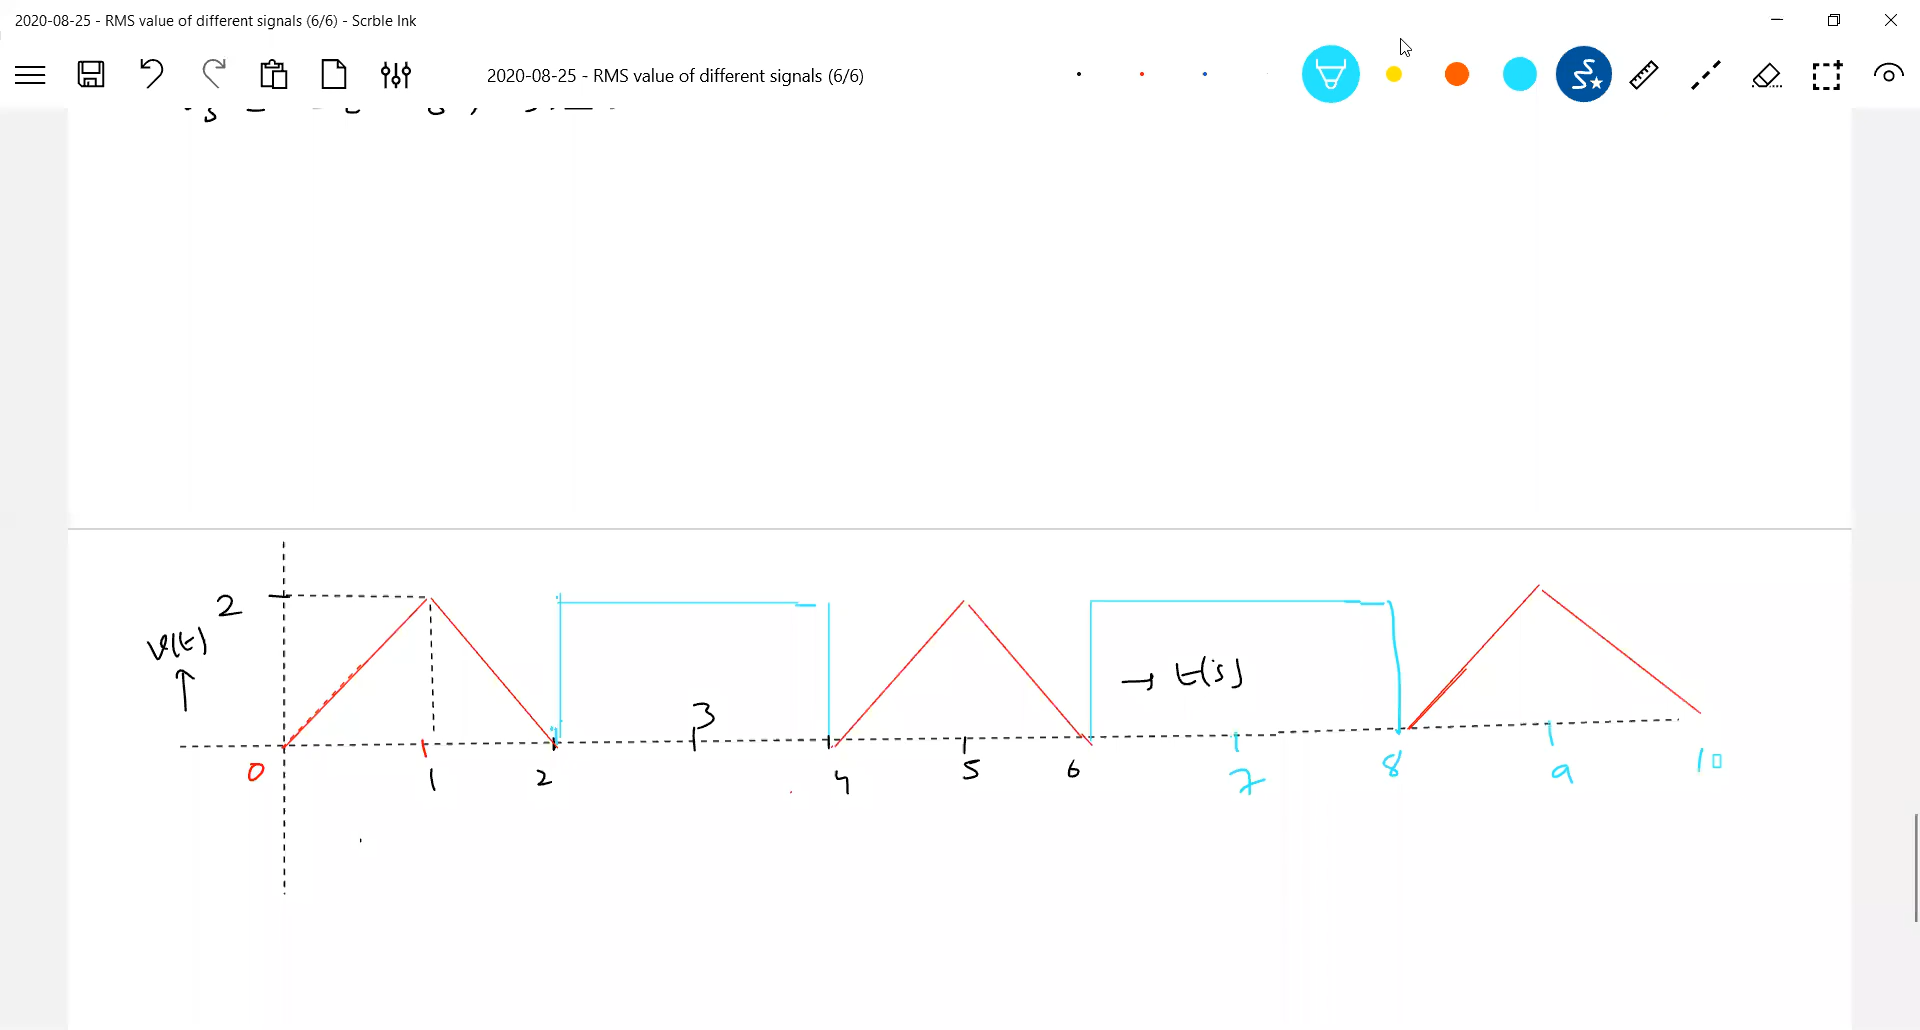 2020-08-25 - RMS value of different signals (6/6) - Scrble Ink
2020-08-25 - RMS value of different signals (6/6)
2
v(t)
→ t(s)
3
0 1 2 4 5 6 7 8 9 10